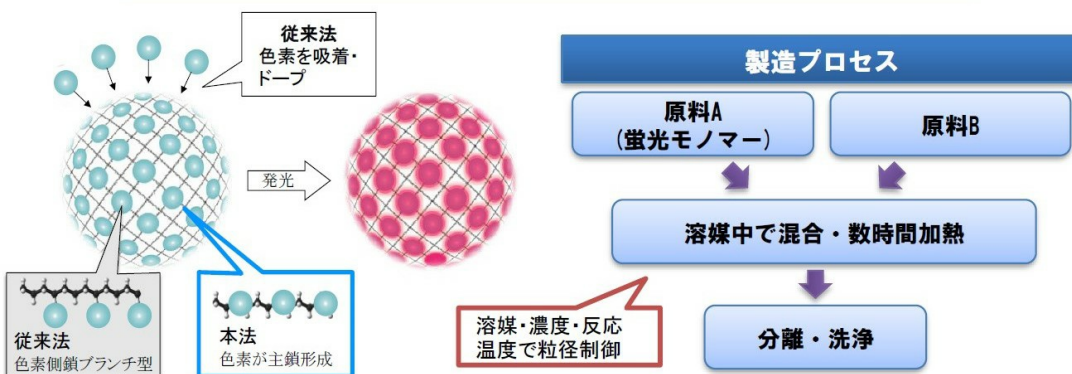 従来法
色素を吸着・
ドープ
発光
従来法
色素側鎖ブランチ型
本法
色素が主鎖形成
製造プロセス
原料A
(蛍光モノマー)
原料B
溶媒中で混合・数時間加熱
溶媒・濃度・反応
温度で粒径制御
分離・洗浄